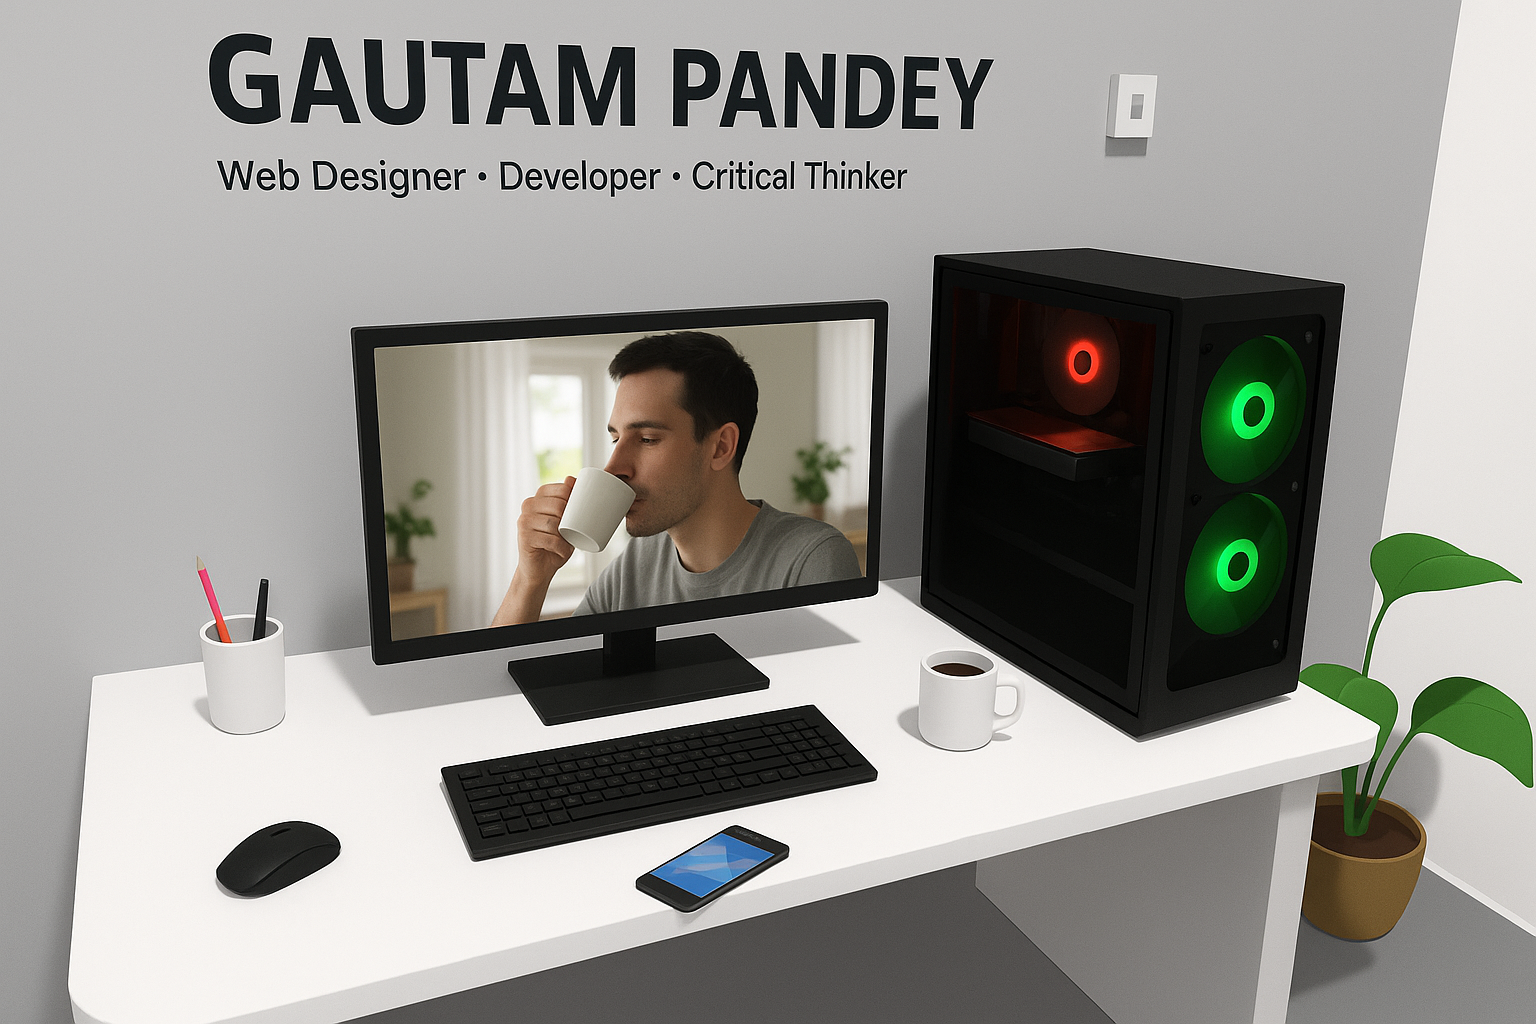 GAUTAM PANDEY
Web Designer • Developer • Critical Thinker